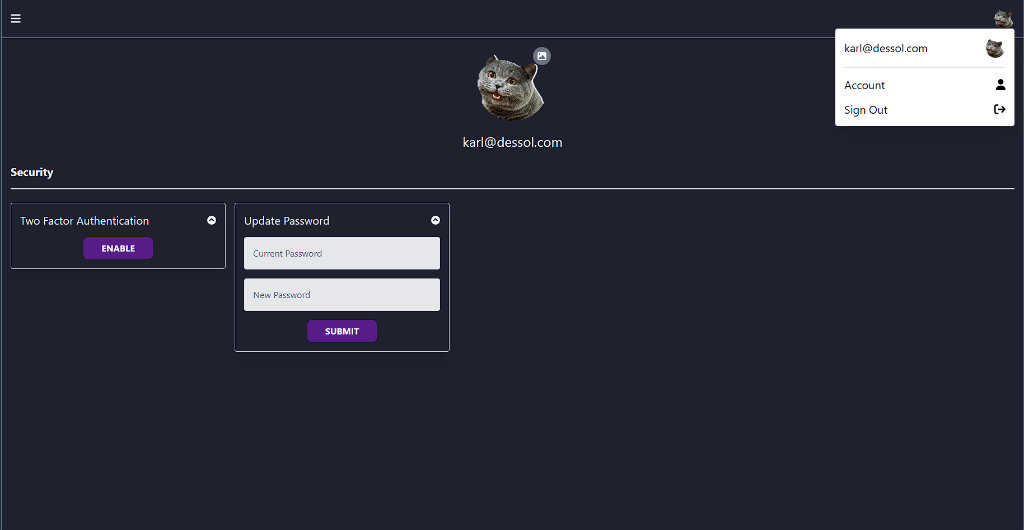 karl@dessol.com
Account
Sign Out
karl@dessol.com
Security
Two Factor Authentication
ENABLE
Update Password
Current Password
New Password
SUBMIT